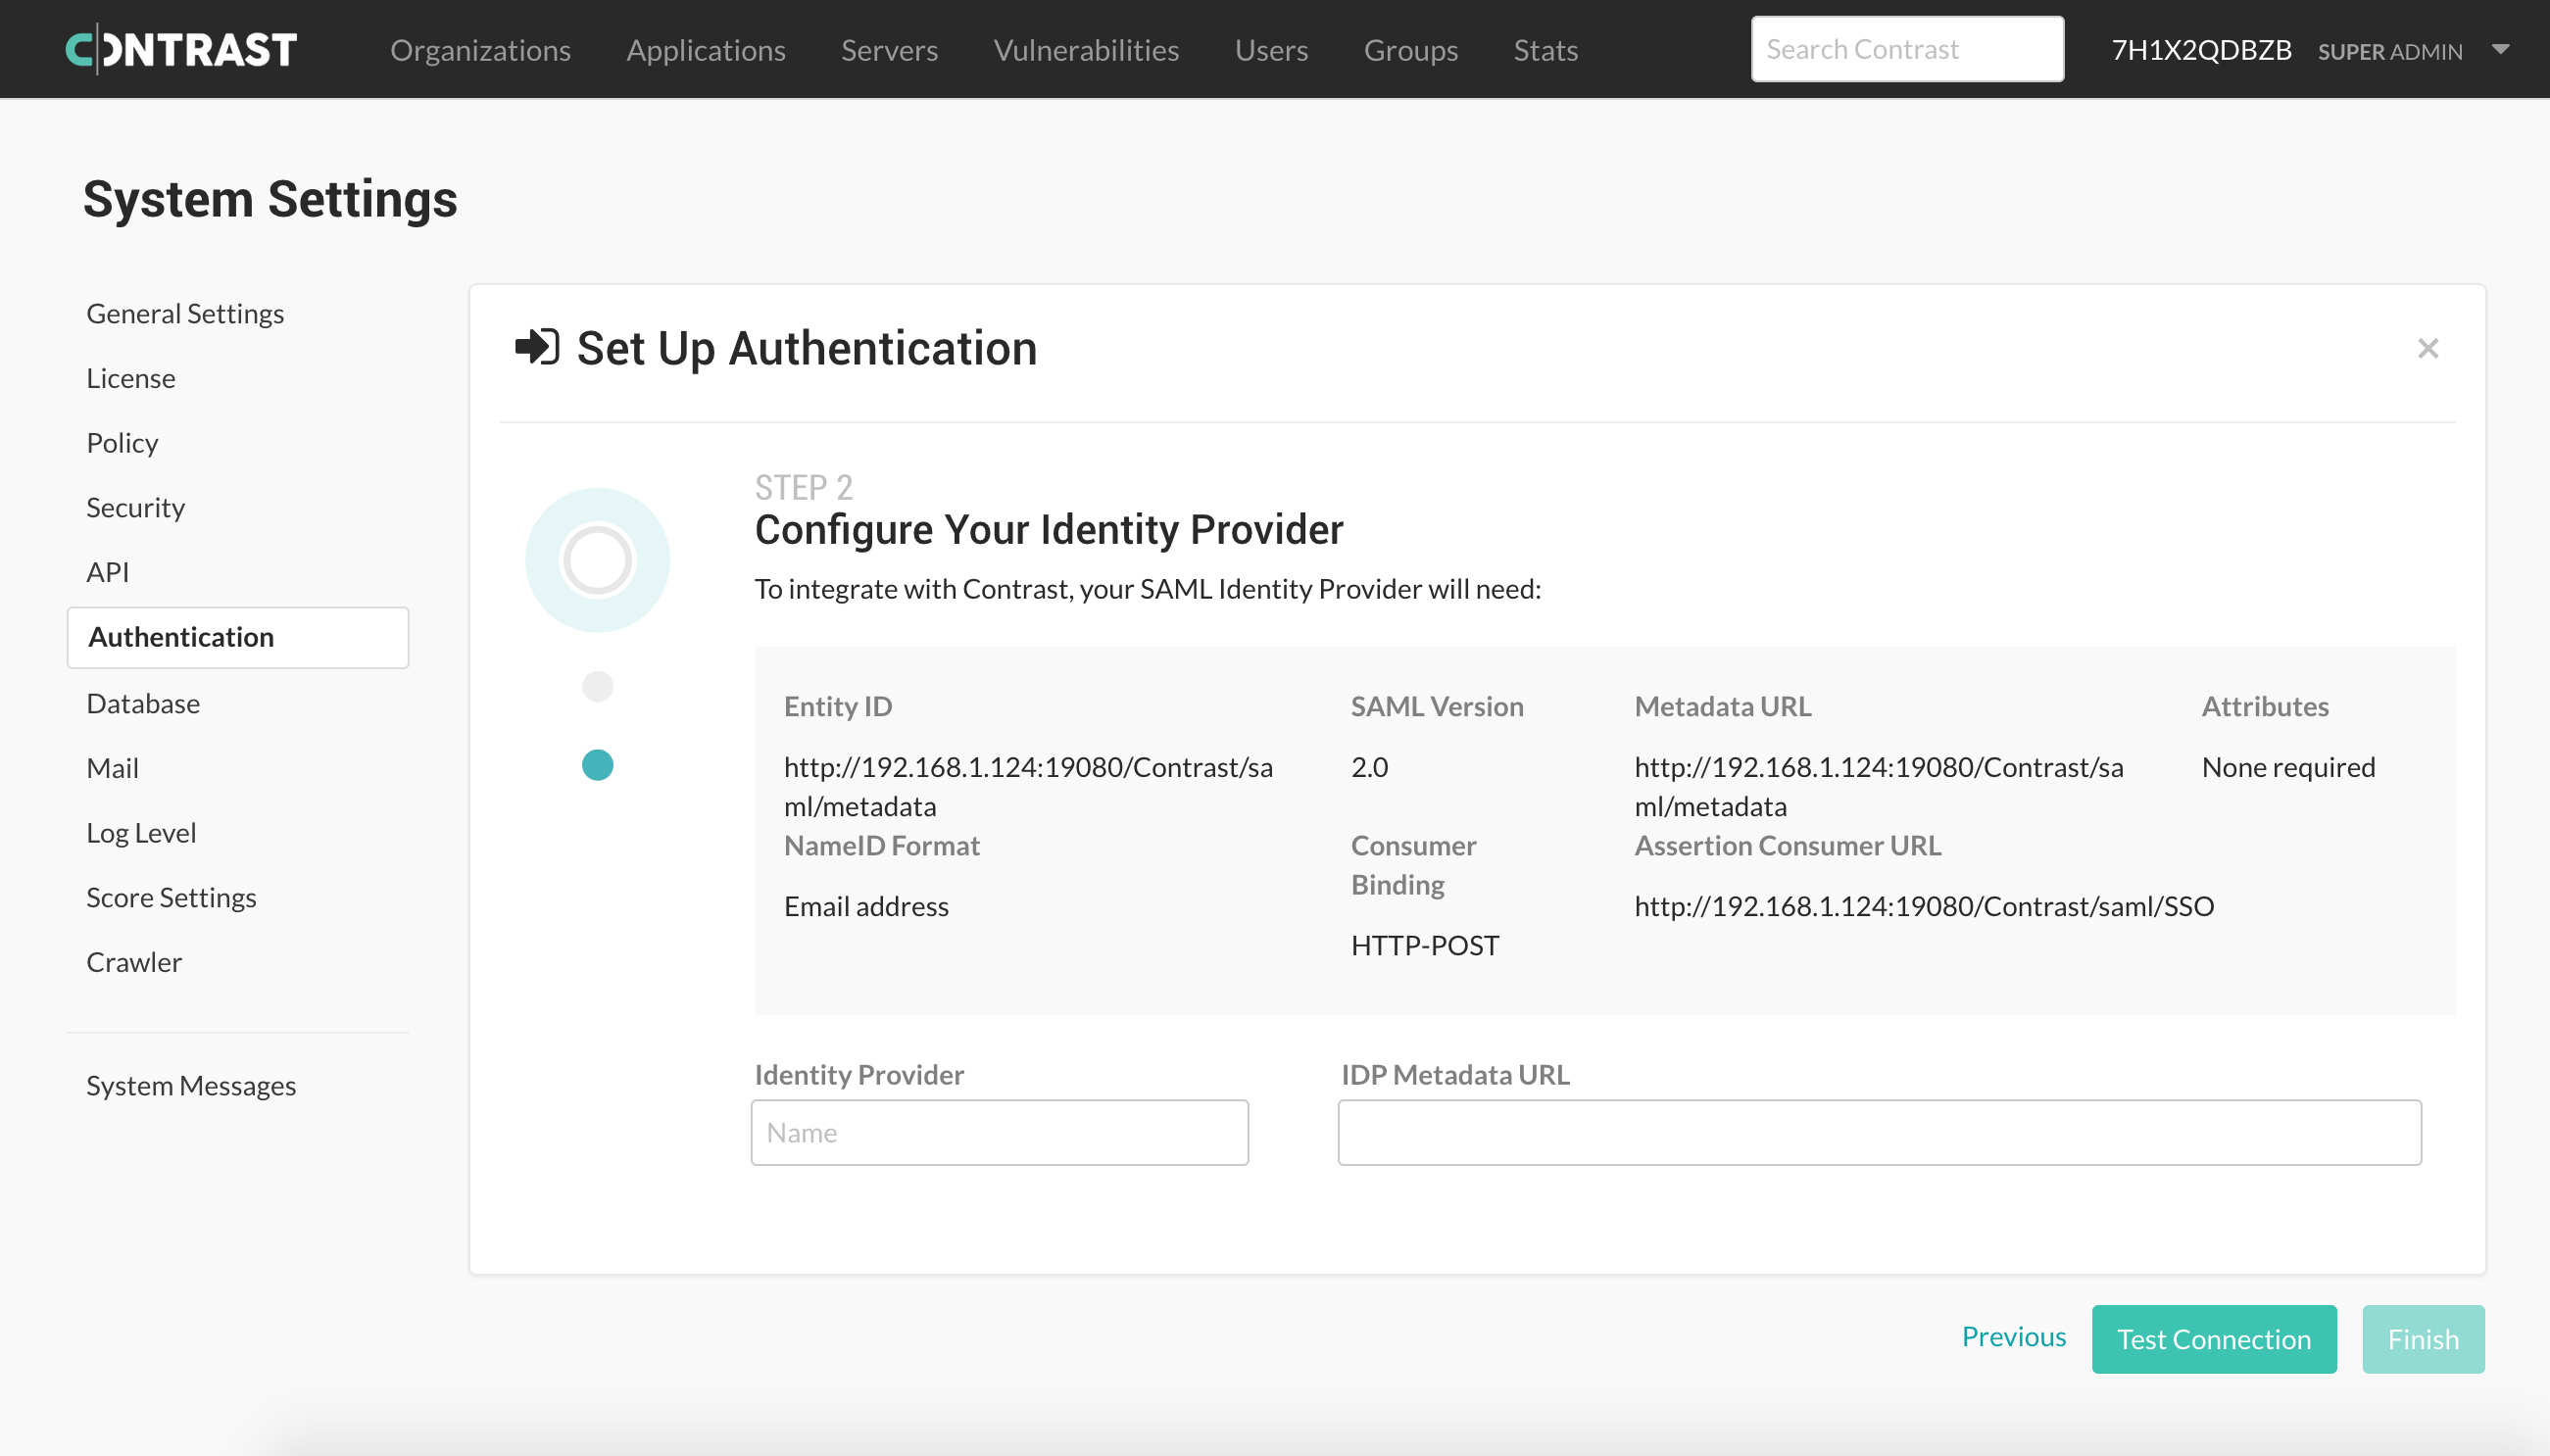 CONTRAST
Organizations
Applications
Servers
Vulnerabilities
Users
Groups
Stats
Search Contrast
7H1X2QDBZB
SUPER ADMIN
System Settings
General Settings
License
Policy
Security
API
Authentication
Database
Mail
Log Level
Score Settings
Crawler
System Messages
Set Up Authentication
×
STEP 2
Configure Your Identity Provider
To integrate with Contrast, your SAML Identity Provider will need:
Entity ID
http://192.168.1.124:19080/Contrast/sa
ml/metadata
SAML Version
2.0
Metadata URL
http://192.168.1.124:19080/Contrast/sa
ml/metadata
Attributes
None required
NameID Format
Email address
Consumer
Binding
HTTP-POST
Assertion Consumer URL
http://192.168.1.124:19080/Contrast/saml/SSO
Identity Provider
Name
IDP Metadata URL
Previous
Test Connection
Finish